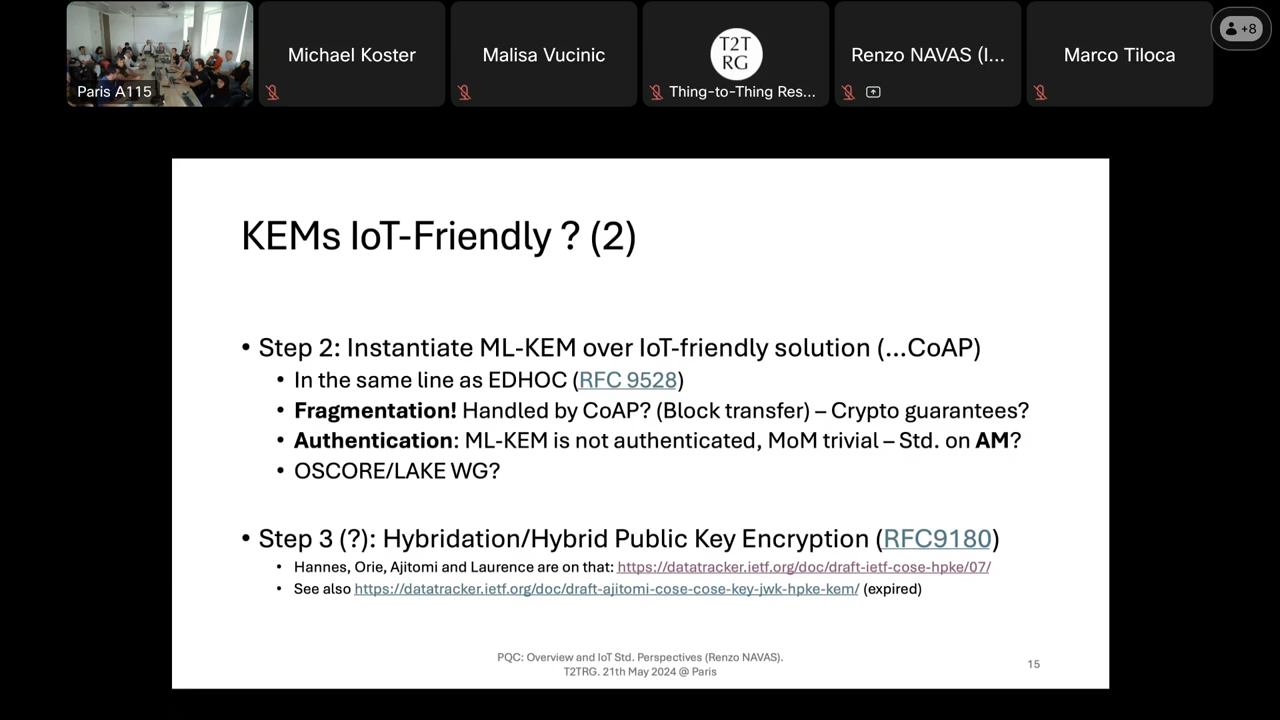 Paris A115
Michael Koster
Malisa Vucinic
T2T
RG
Thing-to-Thing Res...
Renzo NAVAS (I...
Marco Tiloca
+8
KEMs IoT-Friendly ? (2)
• Step 2: Instantiate ML-KEM over IoT-friendly solution (...CoAP)
• In the same line as EDHOC (RFC 9528)
• Fragmentation! Handled by CoAP? (Block transfer) – Crypto guarantees?
• Authentication: ML-KEM is not authenticated, MoM trivial – Std. on AM?
• OSCORE/LAKE WG?
• Step 3 (?): Hybridation/Hybrid Public Key Encryption (RFC9180)
• Hannes, Orie, Ajitomi and Laurence are on that: https://datatracker.ietf.org/doc/draft-ietf-cose-hpke/07/
• See also https://datatracker.ietf.org/doc/draft-ajitomi-cose-cose-key-jwk-hpke-kem/ (expired)
PQC: Overview and IoT Std. Perspectives (Renzo NAVAS).
T2TRG. 21th May 2024 @ Paris
15